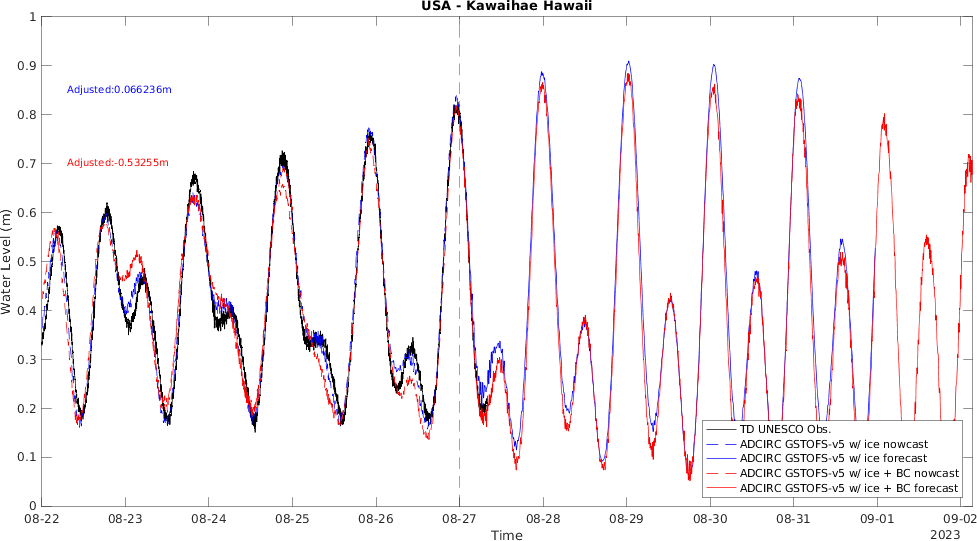 USA - Kawaihae Hawaii
1
0.9
Adjusted:0.066236m
0.8
0.7
Adjusted:-0.53255m
0.6
0.5
Water Level (m)
0.4
0.3
0.2
0.1
0
TD UNESCO Obs.
ADCIRC GSTOFS-v5 w/ ice nowcast
ADCIRC GSTOFS-v5 w/ ice forecast
ADCIRC GSTOFS-v5 w/ ice + BC nowcast
ADCIRC GSTOFS-v5 w/ ice + BC forecast
08-22 08-23 08-24 08-25 08-26 08-27 08-28 08-29 08-30 08-31 09-01 09-02
Time
2023